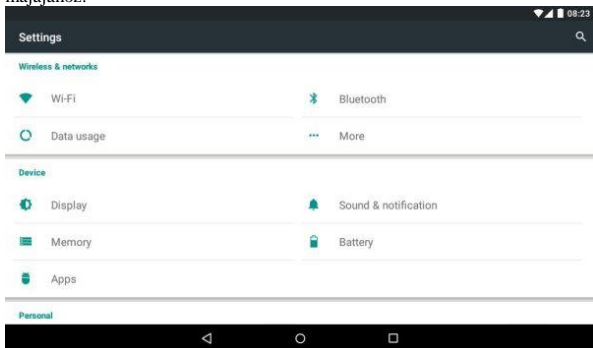 08:23
Settings
Wireless & networks
Wi-Fi
Bluetooth
Data usage
More
Device
Display
Sound & notification
Memory
Battery
Apps
Personal